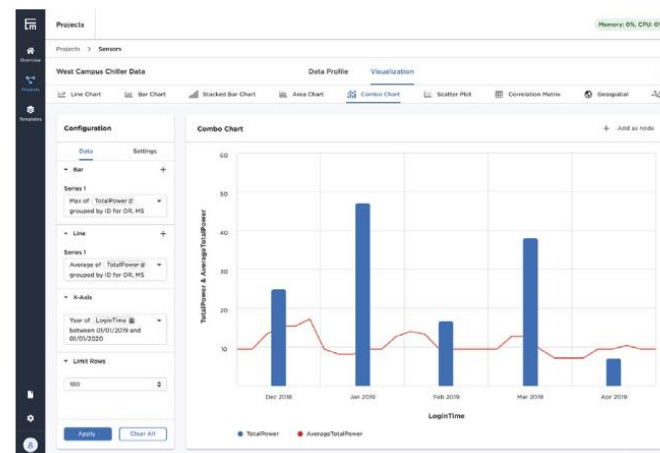 Projects
Memory: 0%, CPU: 0%
Overview
Projects
Templates
Projects > Sensors
West Campus Chiller Data
Data Profile
Visualization
Line Chart
Bar Chart
Stacked Bar Chart
Area Chart
Combo Chart
Scatter Plot
Correlation Matrix
Geospatial
Configuration
Data
Settings
Bar
+
Series 1
Max of TotalPower #
grouped by ID for OR, MS
Line
+
Series 1
Average of TotalPower #
grouped by ID for OR, MS
X-Axis
Year of LoginTime
between 01/01/2019 and
01/01/2020
Limit Rows
100
Apply
Clear All
Combo Chart
+ Add as node
60
50
40
30
20
10
TotalPower & AverageTotalPower
Dec 2018
Jan 2019
Feb 2019
Mar 2019
Apr 2019
LoginTime
TotalPower
AverageTotalPower